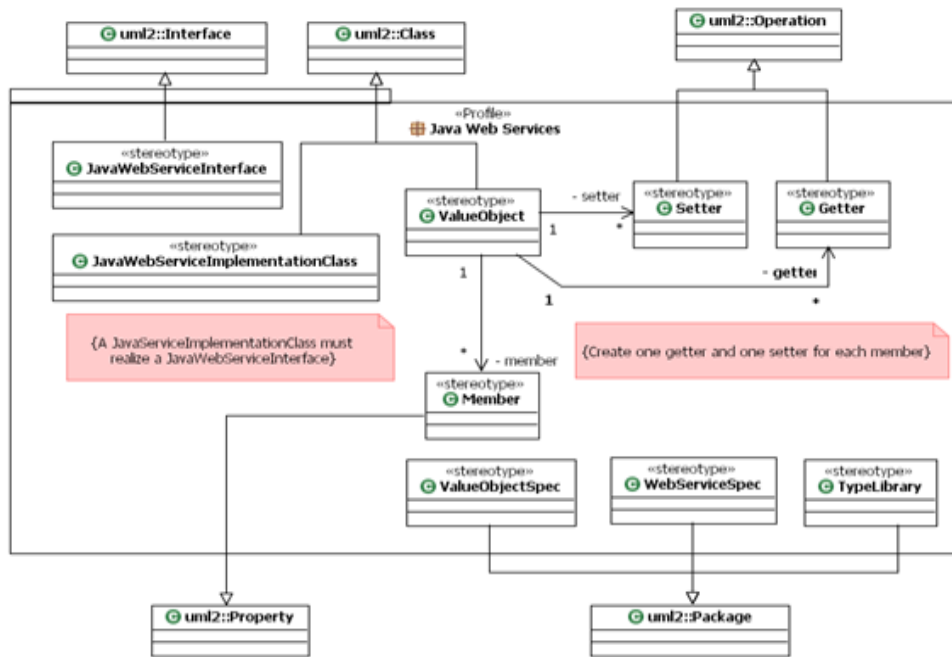 uml2::Interface
uml2::Class
uml2::Operation
«Profile»
Java Web Services
«stereotype»
JavaWebServiceInterface
«stereotype»
ValueObject
- setter
1
*
«stereotype»
Setter
«stereotype»
Getter
«stereotype»
JavaWebServiceImplementationClass
1
1
- getter
*
{A JavaServiceImplementationClass must
realize a JavaWebServiceInterface}
{Create one getter and one setter for each member}
*
- member
«stereotype»
Member
«stereotype»
ValueObjectSpec
«stereotype»
WebServiceSpec
«stereotype»
TypeLibrary
uml2::Property
uml2::Package